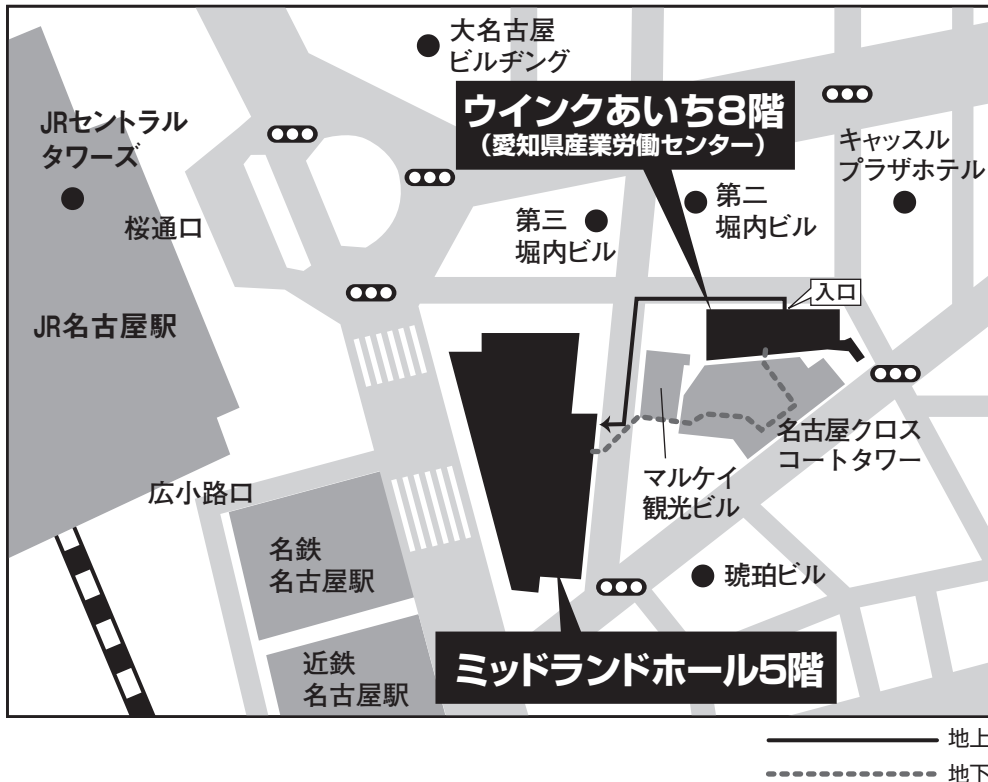 大名古屋
ビルヂング
ウインクあいち8階
（愛知県産業労働センター）
JRセントラル
タワーズ
キャッスル
プラザホテル
桜通口
第三
堀内ビル
第二
堀内ビル
入口
JR名古屋駅
名古屋クロス
コートタワー
マルケイ
観光ビル
広小路口
名鉄
名古屋駅
琥珀ビル
近鉄
名古屋駅
ミッドランドホール5階
地上
地下